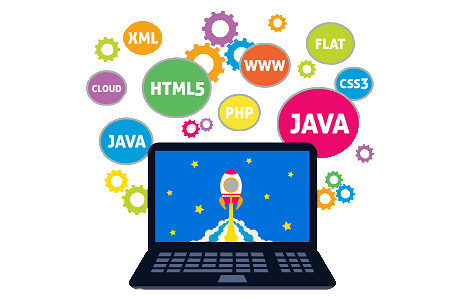 XML
FLAT
WWW
HTML5
CSS3
CLOUD
PHP
JAVA
JAVA